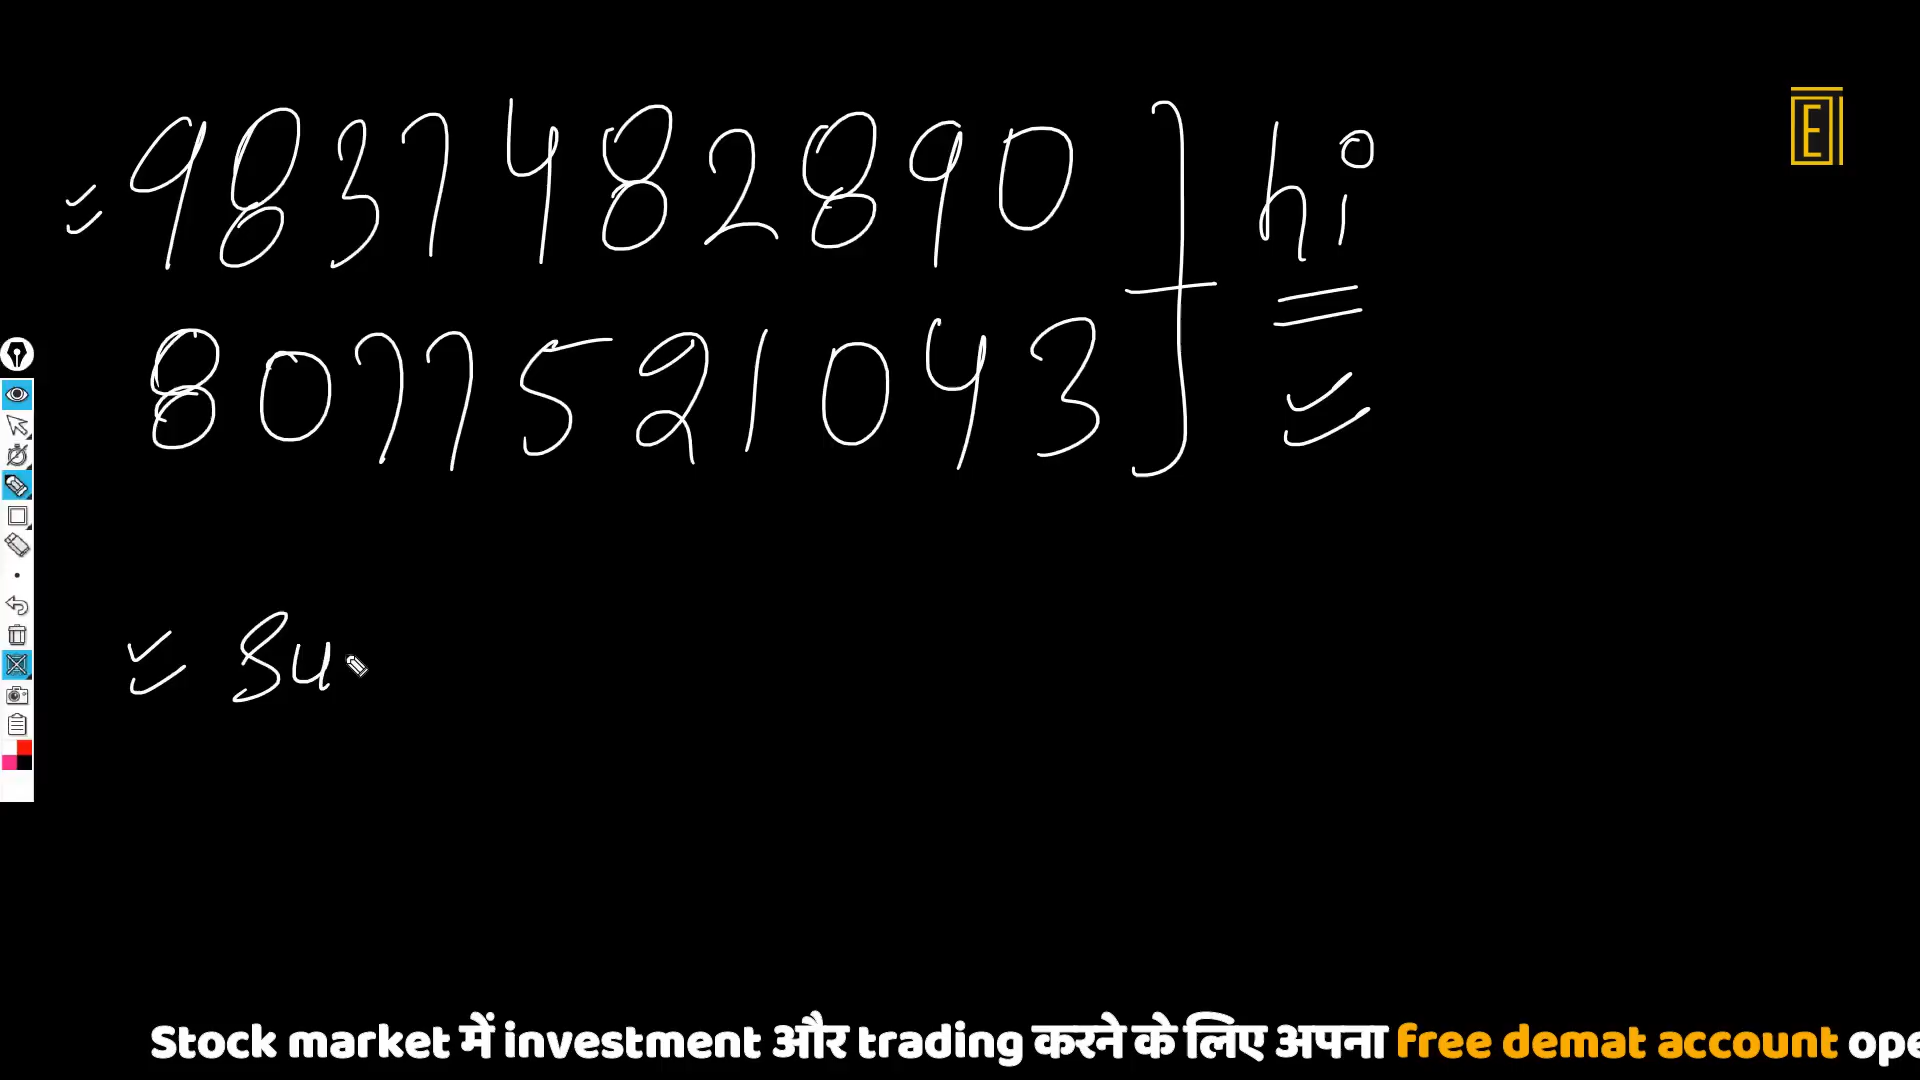 = 9837482890 ] hi
8077521043
= Su
E
Stock market में investment और trading करने के लिए अपना free demat account ope